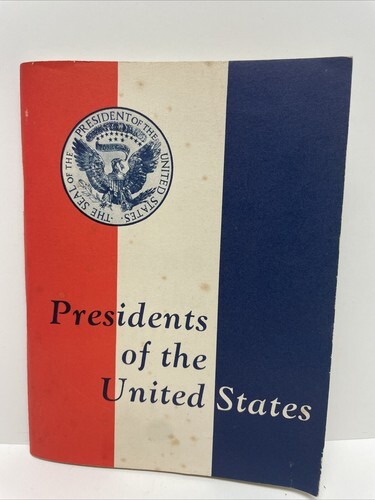 THE SEAL OF THE PRESIDENT OF THE UNITED STATES
Presidents
of the
United States